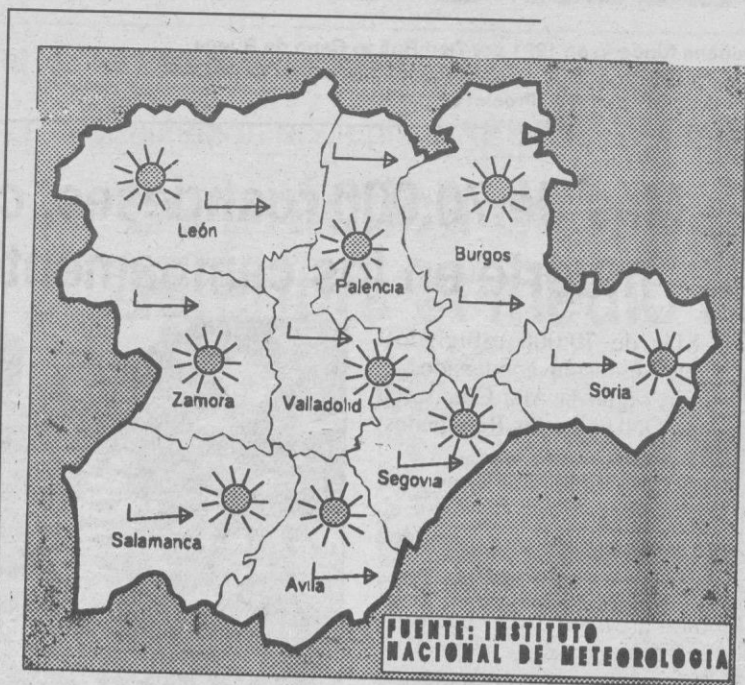 León
Burgos
Palencia
Zamora
Valladolid
Soria
Segovia
Salamanca
Avila
FUENTE: INSTITUTO
NACIONAL DE METEOROLOGIA